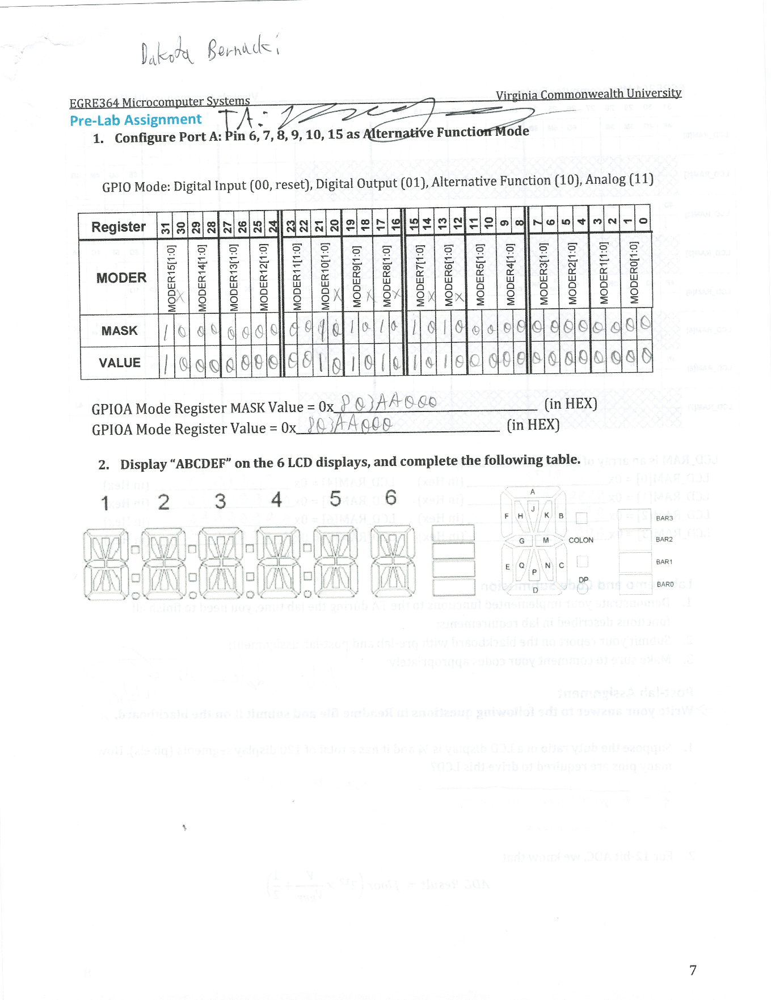 Dakota Bernacki
EGRE364 Microcomputer Systems Virginia Commonwealth University
Pre-Lab Assignment TA:
1. Configure Port A: Pin 6, 7, 8, 9, 10, 15 as Alternative Function Mode
GPIO Mode: Digital Input (00, reset), Digital Output (01), Alternative Function (10), Analog (11)
Register 31 30 29 28 27 26 25 24 23 22 21 20 19 18 17 16 15 14 13 12 11 10 9 8 7 6 5 4 3 2 1 0
MODER MODER15[1:0] MODER14[1:0] MODER13[1:0] MODER12[1:0] MODER11[1:0] MODER10[1:0] MODER9[1:0] MODER8[1:0] MODER7[1:0] MODER6[1:0] MODER5[1:0] MODER4[1:0] MODER3[1:0] MODER2[1:0] MODER1[1:0] MODER0[1:0]
X X X X X X
MASK 1 0 0 0 0 0 0 0 0 0 1 0 1 0 1 0 1 0 1 0 0 0 0 0 0 0 0 0 0 0 0 0
VALUE 1 0 0 0 0 0 0 0 0 0 1 0 1 0 1 0 1 0 1 0 0 0 0 0 0 0 0 0 0 0 0 0
GPIOA Mode Register MASK Value = 0x (in HEX)
GPIOA Mode Register Value = 0x (in HEX)
2. Display “ABCDEF” on the 6 LCD displays, and complete the following table.
1 2 3 4 5 6
A
F H J K B BAR3
G M COLON BAR2
E Q P N C BAR1
D DP BAR0
7